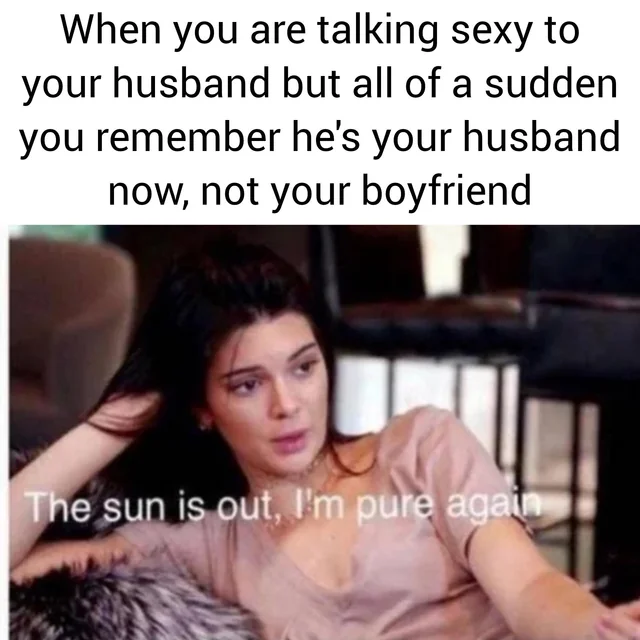 When you are talking sexy to
your husband but all of a sudden
you remember he's your husband
now, not your boyfriend
The sun is out, I'm pure again